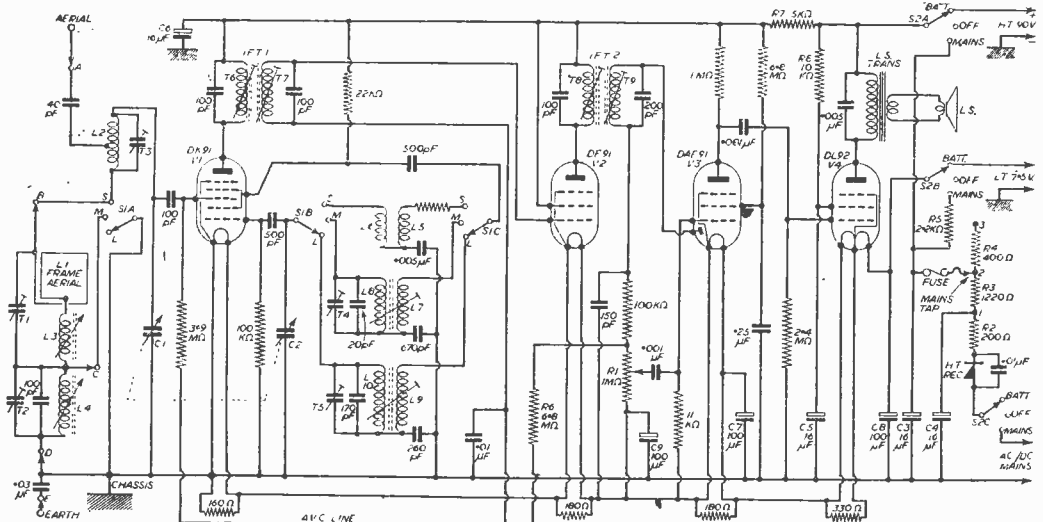 AERIAL
A
40 pF
L2
T3
B
S
M
S1A
L
L1 FRAME AERIAL
T1
L3
C
T2
100 pF
L4
D
·03 µF
E
EARTH
CHASSIS
C1
100 pF
C6 16µF
IFT 1
T6
T7
100 pF
100 pF
22KΩ
DK91 V1
500 pF
S1B
500pF
S
M
L
L5
S
M
S1C
L
·005µF
3·9 MΩ
100 KΩ
C2
T4
L8
L7
20pF
670pF
T5
L10
170 pF
L9
260 pF
·01 µF
160Ω
AVC LINE
IFT 2
T8
T9
100 pF
200 pF
DF91 V2
150 pF
100KΩ
R1 1MΩ
·001 µF
R6 6·8 MΩ
C9 100 µF
11 KΩ
180Ω
1 MΩ
6·8 MΩ
·001µF
DAF91 V3
·25 µF
2·4 MΩ
C7 100 µF
180Ω
R7 5KΩ
R6 10 KΩ
L.S. TRANS
·005 µF
L.S.
DL92 V4
C5 16 µF
C8 100 µF
C3 16 µF
C4 16 µF
330Ω
S2A
BATT
OFF
MAINS
+
HT 90V
−
BATT
S2B
OFF
MAINS
LT 7·5V
R5 2·2KΩ
3
R4 400Ω
FUSE
2
MAINS TAP
R3 1220Ω
1
R2 200Ω
HT REC
·01µF
S2C
BATT
OFF
MAINS
AC/DC MAINS